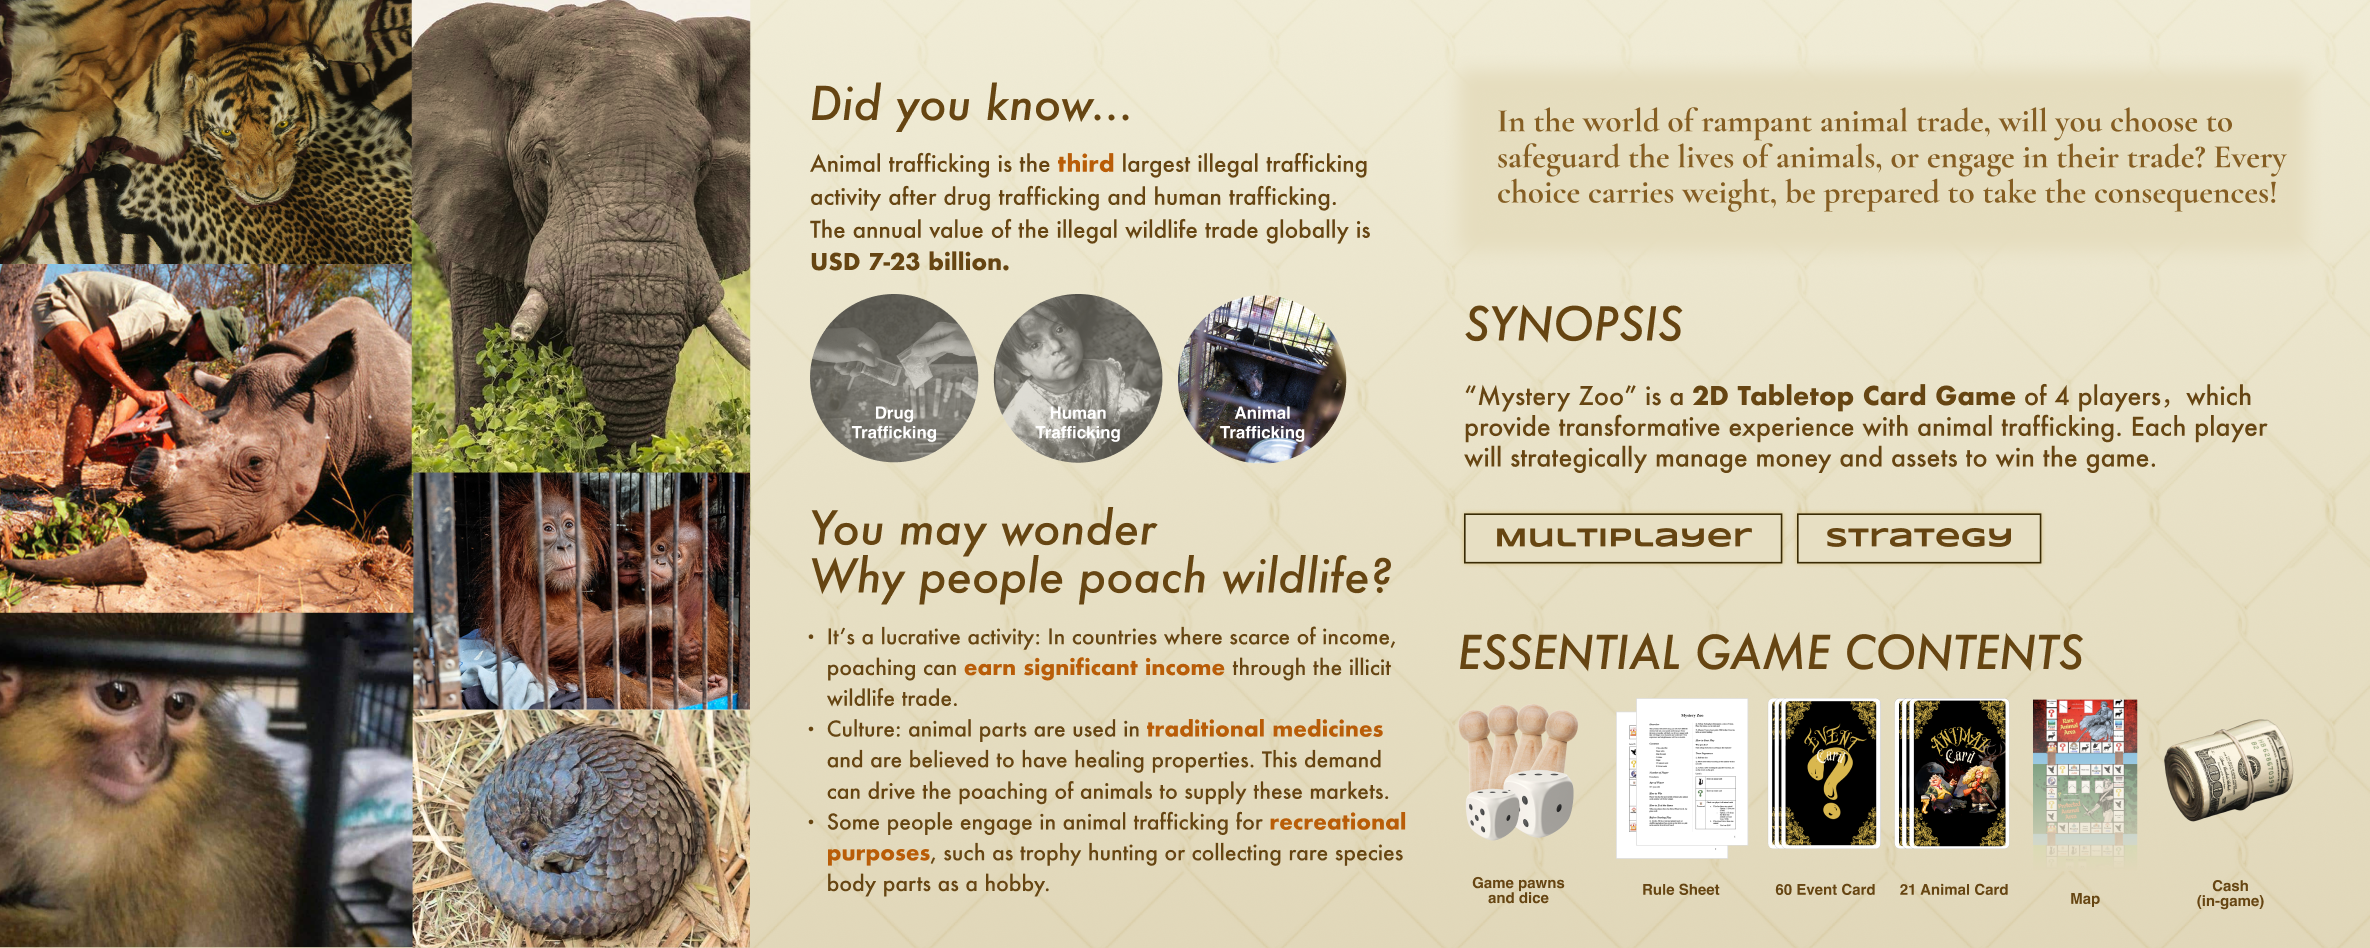 Did you know...
Animal trafficking is the third largest illegal trafficking
activity after drug trafficking and human trafficking.
The annual value of the illegal wildlife trade globally is
USD 7-23 billion.
Drug
Trafficking
Human
Trafficking
Animal
Trafficking
You may wonder
Why people poach wildlife?
• It's a lucrative activity: In countries where scarce of income,
poaching can earn significant income through the illicit
wildlife trade.
• Culture: animal parts are used in traditional medicines
and are believed to have healing properties. This demand
can drive the poaching of animals to supply these markets.
• Some people engage in animal trafficking for recreational
purposes, such as trophy hunting or collecting rare species
body parts as a hobby.
In the world of rampant animal trade, will you choose to
safeguard the lives of animals, or engage in their trade? Every
choice carries weight, be prepared to take the consequences!
SYNOPSIS
“Mystery Zoo” is a 2D Tabletop Card Game of 4 players, which
provide transformative experience with animal trafficking. Each player
will strategically manage money and assets to win the game.
MULTIPLayer
STraTeGy
ESSENTIAL GAME CONTENTS
Mystery Zoo
EVENT
Card
ANIMAL
Card
Rare
Animal
Area
100
Game pawns
and dice
Rule Sheet
60 Event Card
21 Animal Card
Map
Cash
(in-game)